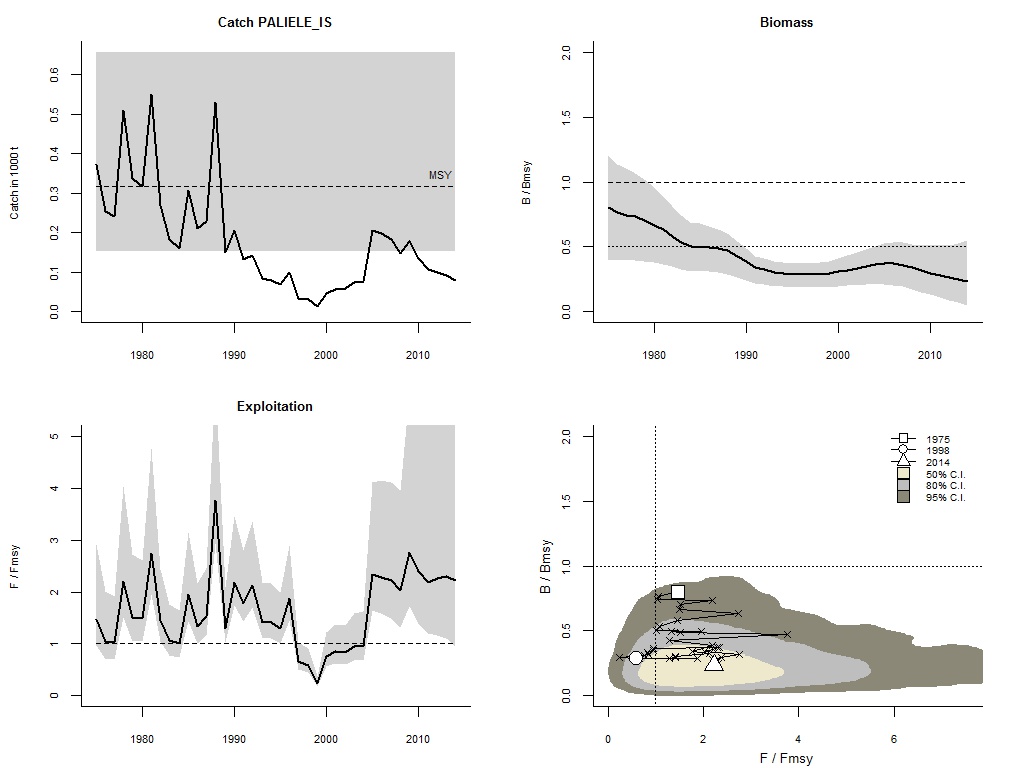 Catch PALIELE_IS
Catch in 1000 t
0.6
0.5
0.4
0.3
0.2
0.1
0.0
MSY
1980 1990 2000 2010
Biomass
B / Bmsy
2.0
1.5
1.0
0.5
0.0
1980 1990 2000 2010
Exploitation
F / Fmsy
5
4
3
2
1
0
1980 1990 2000 2010
B / Bmsy
2.0
1.5
1.0
0.5
0.0
1975
1998
2014
50% C.I.
80% C.I.
95% C.I.
0 2 4 6
F / Fmsy